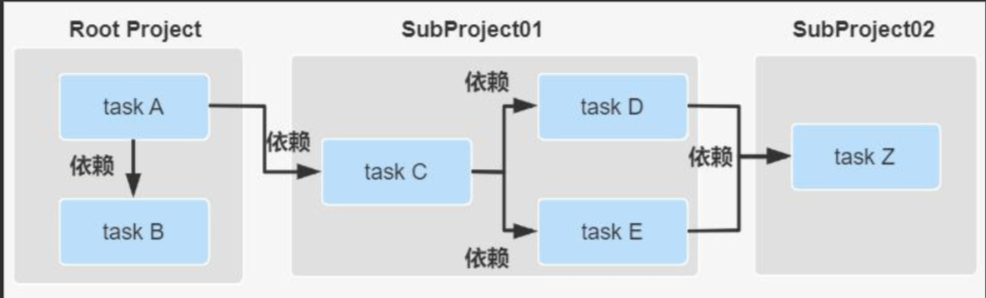 Root Project
SubProject01
SubProject02
task A
依赖
task B
依赖
task C
依赖
task D
依赖
task E
依赖
task Z